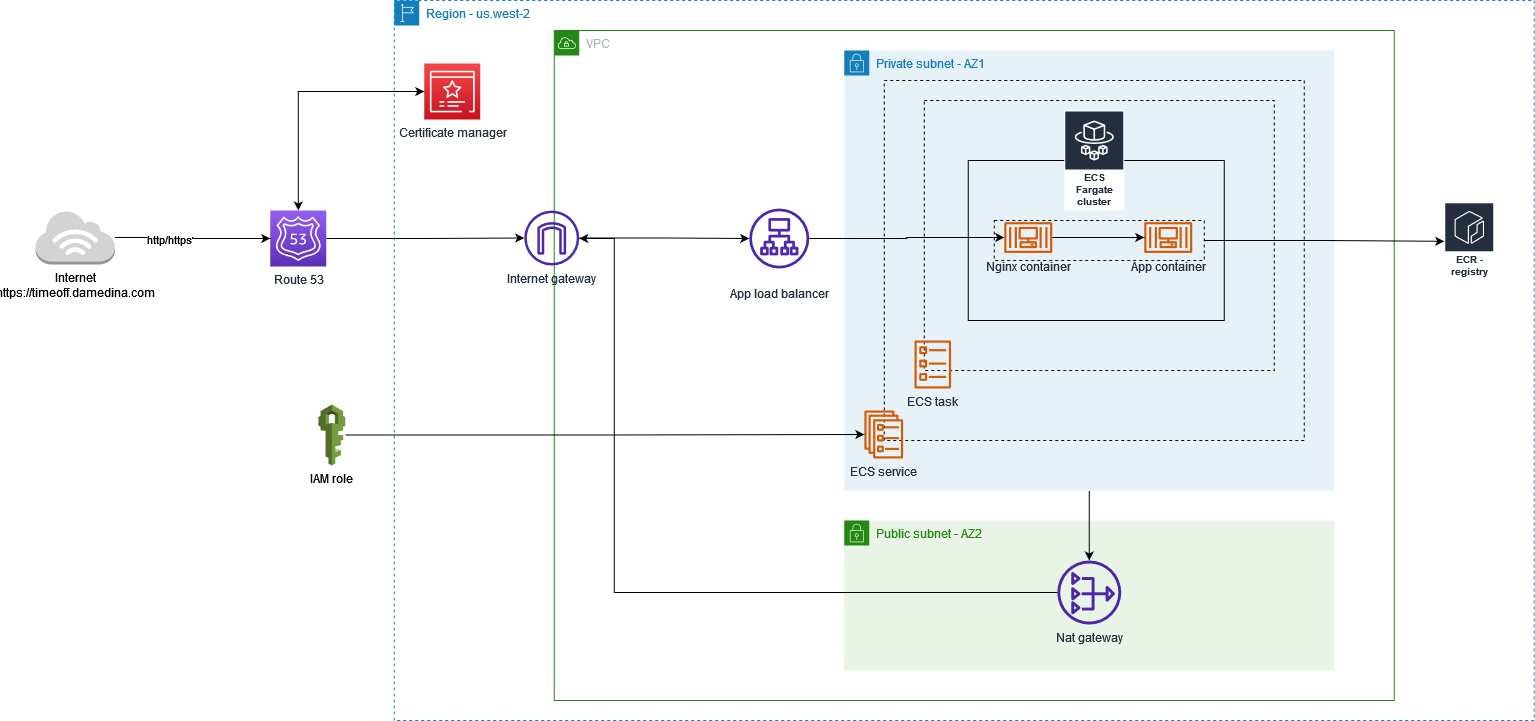 Region - us.west-2
VPC
Private subnet - AZ1
Certificate manager
ECS
Fargate
cluster
http/https
53
Internet
https://timeoff.damedina.com
Route 53
Internet gateway
App load balancer
Nginx container
App container
ECR -
registry
ECS task
IAM role
ECS service
Public subnet - AZ2
Nat gateway